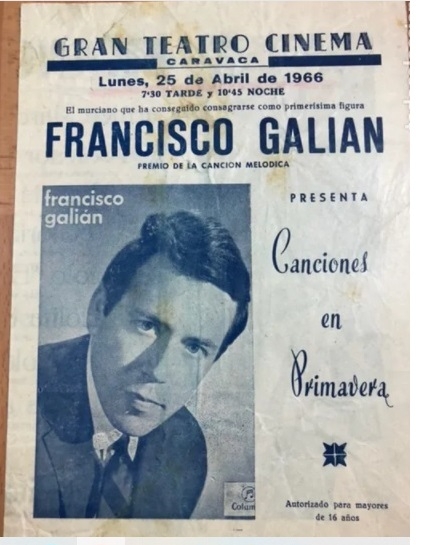 GRAN TEATRO CINEMA
CARAVACA
Lunes, 25 de Abril de 1966
7'30 TARDE y 10'45 NOCHE
El murciano que ha conseguido consagrarse como primerísima figura
FRANCISCO GALIAN
PREMIO DE LA CANCION MELODICA
francisco
galián
PRESENTA
Canciones
en
Primavera
Autorizado para mayores
de 16 años